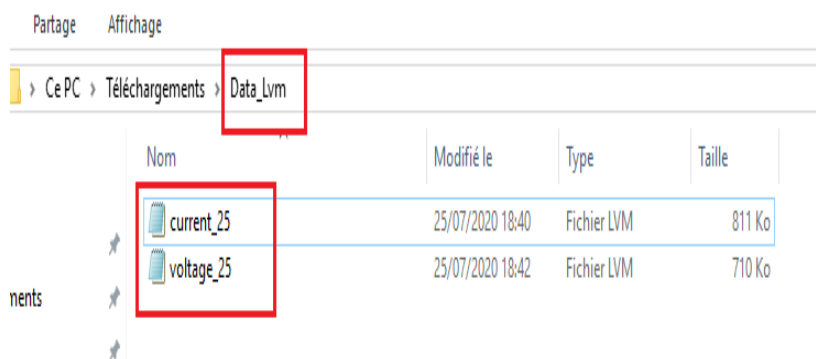 Partage Affichage
› Ce PC › Téléchargements › Data_Lvm
Nom Modifié le Type Taille
current_25 25/07/2020 18:40 Fichier LVM 811 Ko
voltage_25 25/07/2020 18:42 Fichier LVM 710 Ko
ments